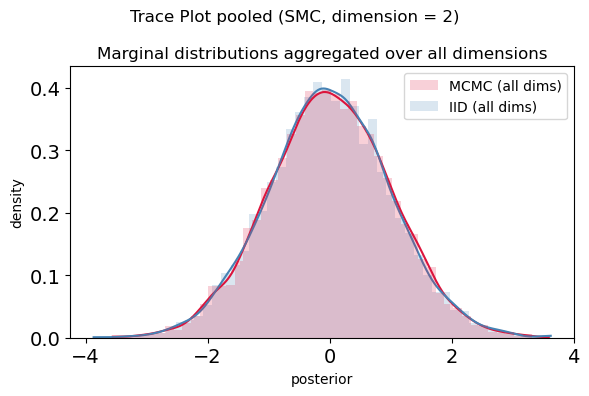 Trace Plot pooled (SMC, dimension = 2)
Marginal distributions aggregated over all dimensions
MCMC (all dims)
IID (all dims)
density
0.4
0.3
0.2
0.1
0.0
−4
−2
0
2
4
posterior